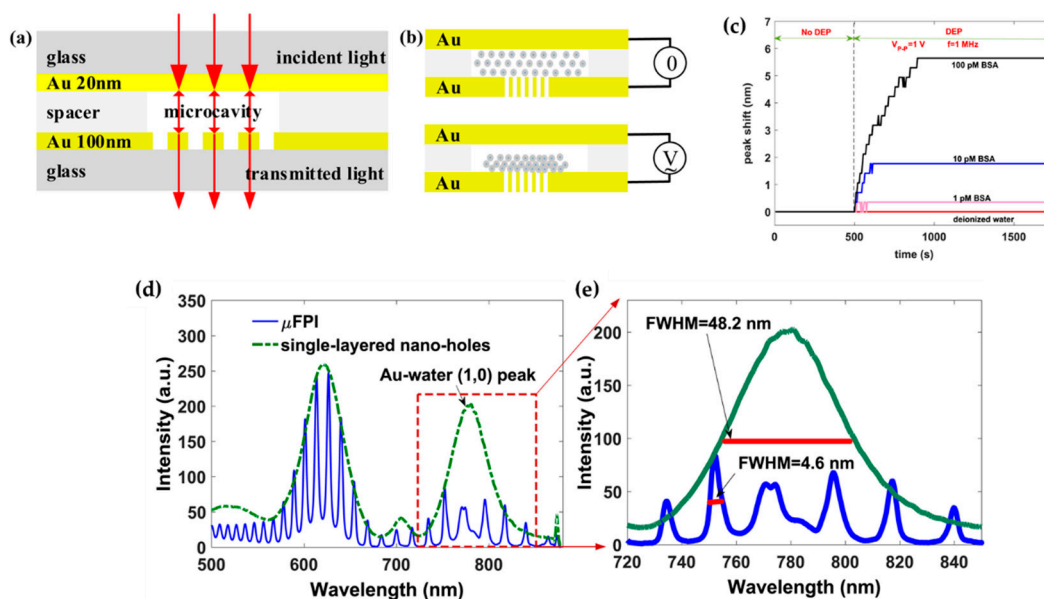 (a)
glass
incident light
Au 20nm
spacer
microcavity
Au 100nm
glass
transmitted light
(b)
Au
0
Au
Au
V
~
Au
(c)
7
6
5
4
3
2
1
0
peak shift (nm)
No DEP
DEP
VP-P=1 V
f=1 MHz
100 pM BSA
10 pM BSA
1 pM BSA
deionized water
0
500
1000
1500
time (s)
(d)
350
300
250
200
150
100
50
0
Intensity (a.u.)
μFPI
single-layered nano-holes
Au-water (1,0) peak
500
600
700
800
Wavelength (nm)
(e)
200
150
100
50
0
Intensity (a.u.)
FWHM=48.2 nm
FWHM=4.6 nm
720
740
760
780
800
820
840
Wavelength (nm)